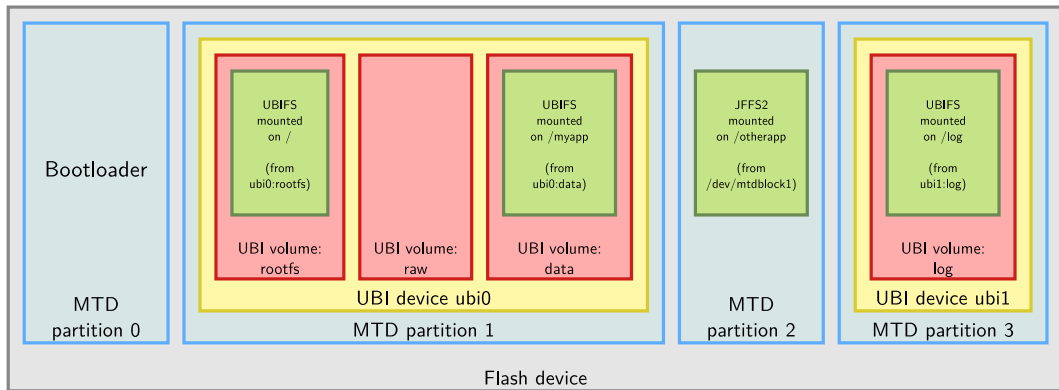 Bootloader
MTD
partition 0
UBIFS
mounted
on /
(from
ubi0:rootfs)
UBI volume:
rootfs
UBI volume:
raw
UBIFS
mounted
on /myapp
(from
ubi0:data)
UBI volume:
data
UBI device ubi0
MTD partition 1
JFFS2
mounted
on /otherapp
(from
/dev/mtdblock1)
MTD
partition 2
UBIFS
mounted
on /log
(from
ubi1:log)
UBI volume:
log
UBI device ubi1
MTD partition 3
Flash device